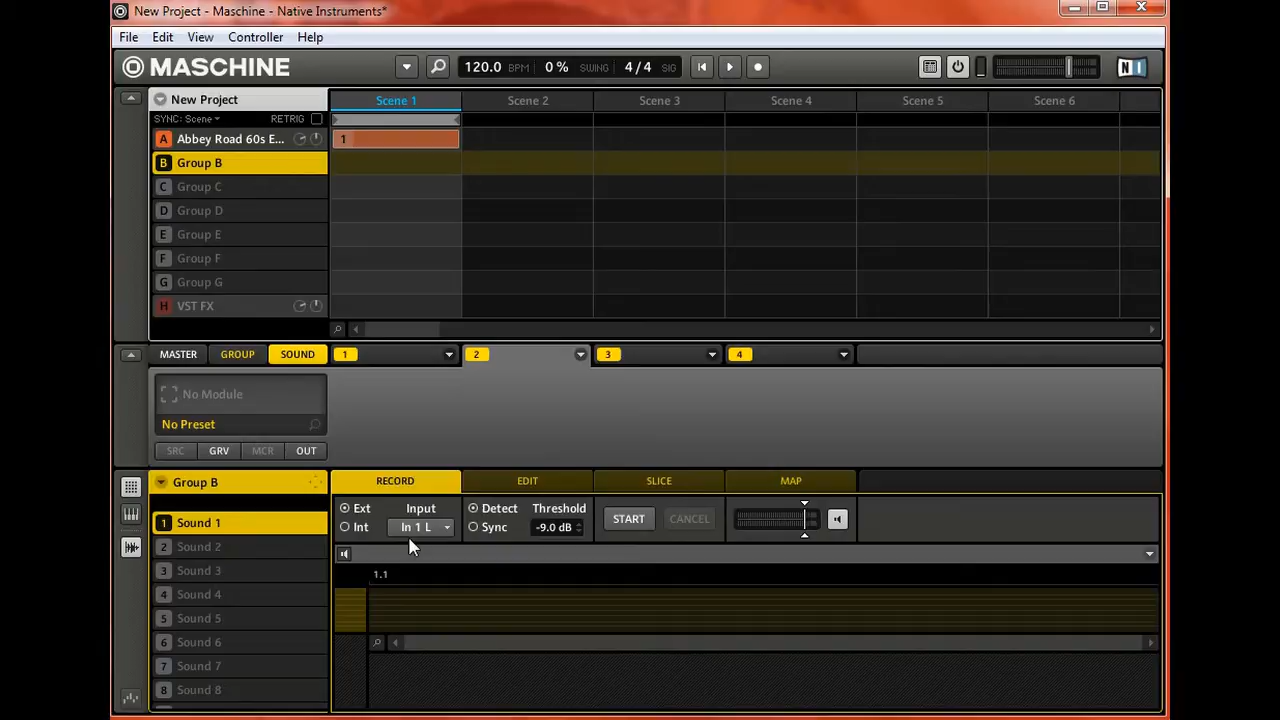 New Project - Maschine - Native Instruments*
File Edit View Controller Help
MASCHINE 120.0 BPM 0% SWING 4/4 SIG NI
New Project Scene 1 Scene 2 Scene 3 Scene 4 Scene 5 Scene 6
SYNC: Scene RETRIG
A Abbey Road 60s E... 1
B Group B
C Group C
D Group D
E Group E
F Group F
G Group G
H VST FX
MASTER GROUP SOUND 1 2 3 4
No Module
No Preset
SRC GRV MCR OUT
Group B RECORD EDIT SLICE MAP
Ext Input Detect Threshold
Int In 1 L Sync -9.0 dB START CANCEL
1 Sound 1
2 Sound 2
1.1
3 Sound 3
4 Sound 4
5 Sound 5
6 Sound 6
7 Sound 7
8 Sound 8